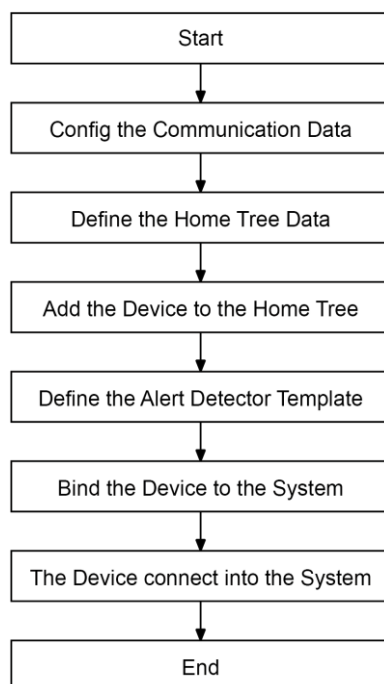 Start
Config the Communication Data
Define the Home Tree Data
Add the Device to the Home Tree
Define the Alert Detector Template
Bind the Device to the System
The Device connect into the System
End